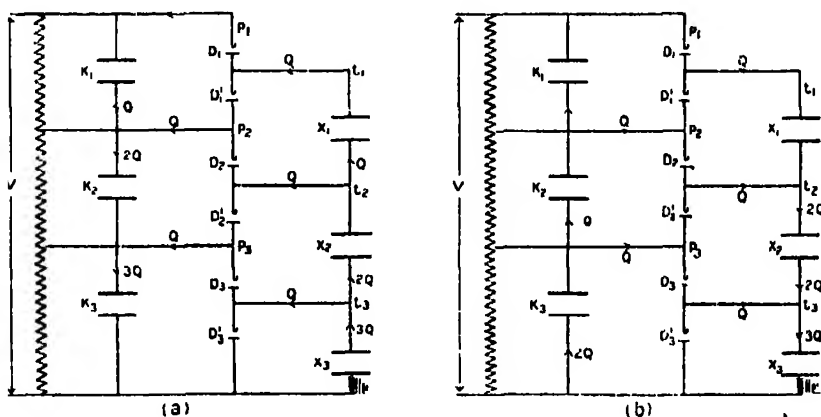 V
K₁
Q
2Q
K₂
3Q
K₃
P₁
D₁
Q
t₁
D₁'
X₁
Q
P₂
Q
D₂
Q
t₂
D₂'
X₂
Q
P₃
2Q
D₃
Q
t₃
3Q
D₃'
X₃
(a)
V
K₁
K₂
Q
K₃
2Q
P₁
D₁
Q
t₁
D₁'
X₁
Q
P₂
D₂
Q
t₂
2Q
D₂'
X₂
Q
P₃
2Q
D₃
Q
t₃
3Q
D₃'
X₃
(b)